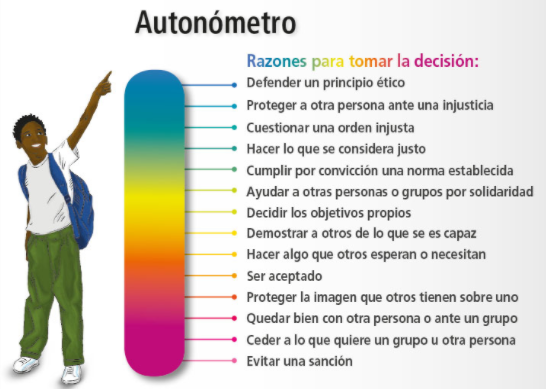 Autonómetro
Razones para tomar la decisión:
Defender un principio ético
Proteger a otra persona ante una injusticia
Cuestionar una orden injusta
Hacer lo que se considera justo
Cumplir por convicción una norma establecida
Ayudar a otras personas o grupos por solidaridad
Decidir los objetivos propios
Demostrar a otros de lo que se es capaz
Hacer algo que otros esperan o necesitan
Ser aceptado
Proteger la imagen que otros tienen sobre uno
Quedar bien con otra persona o ante un grupo
Ceder a lo que quiere un grupo u otra persona
Evitar una sanción